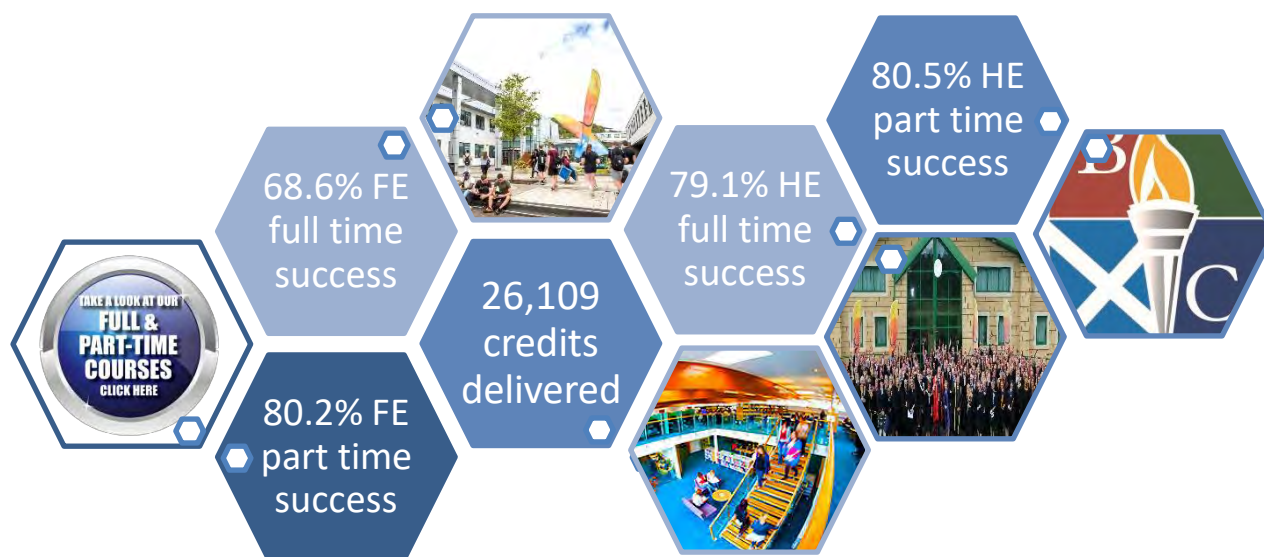 TAKE A LOOK AT OUR
FULL &
PART-TIME
COURSES
CLICK HERE
68.6% FE
full time
success
80.2% FE
part time
success
26,109
credits
delivered
79.1% HE
full time
success
80.5% HE
part time
success
B
C